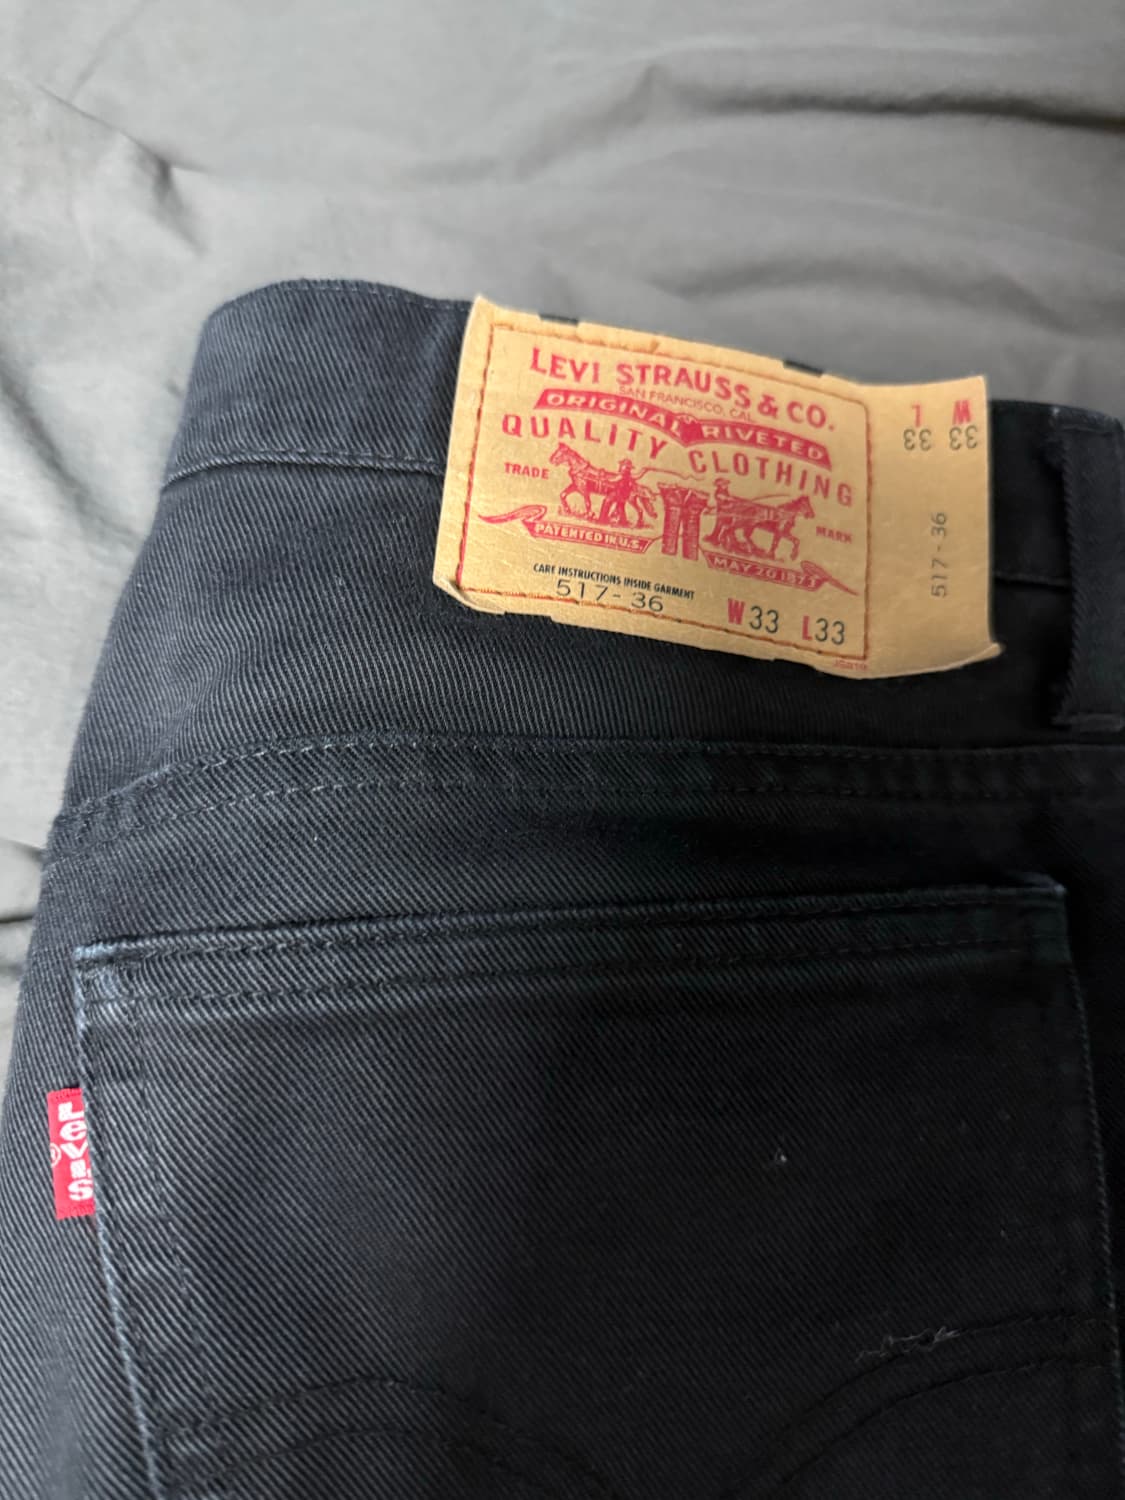 LEVI STRAUSS & CO.
SAN FRANCISCO, CAL.
ORIGINAL RIVETED
QUALITY CLOTHING
TRADE MARK
PATENTED IN U.S. MAY 20 1873
CARE INSTRUCTIONS INSIDE GARMENT
517-36
W33 L33
W L
33 33
517-36
LEVI'S
®